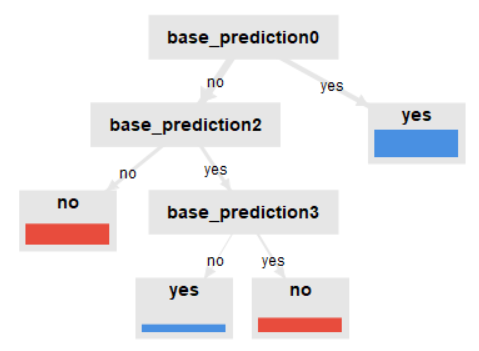 base_prediction0
no
yes
base_prediction2
yes
no
yes
no
base_prediction3
no
yes
yes
no